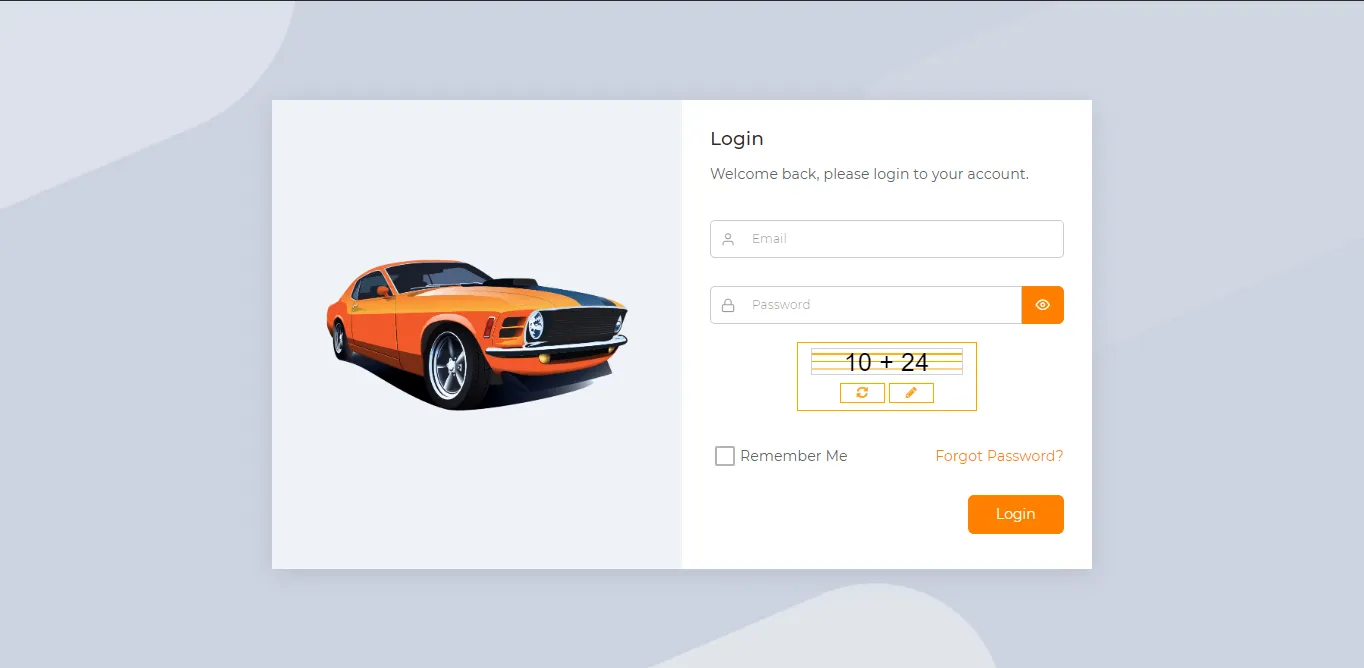 Login
Welcome back, please login to your account.
Email
Password
10 + 24
Remember Me
Forgot Password?
Login